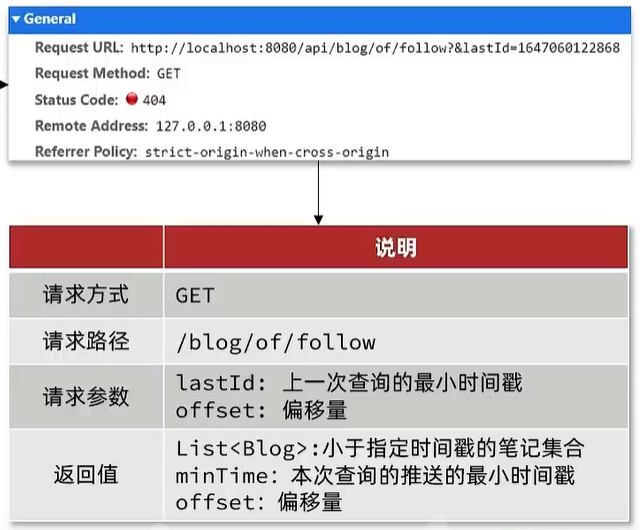 General
Request URL: http://localhost:8080/api/blog/of/follow?&lastId=1647060122868
Request Method: GET
Status Code: 404
Remote Address: 127.0.0.1:8080
Referrer Policy: strict-origin-when-cross-origin
说明
请求方式 GET
请求路径 /blog/of/follow
请求参数 lastId: 上一次查询的最小时间戳
offset: 偏移量
返回值 List<Blog>:小于指定时间戳的笔记集合
minTime: 本次查询的推送的最小时间戳
offset: 偏移量